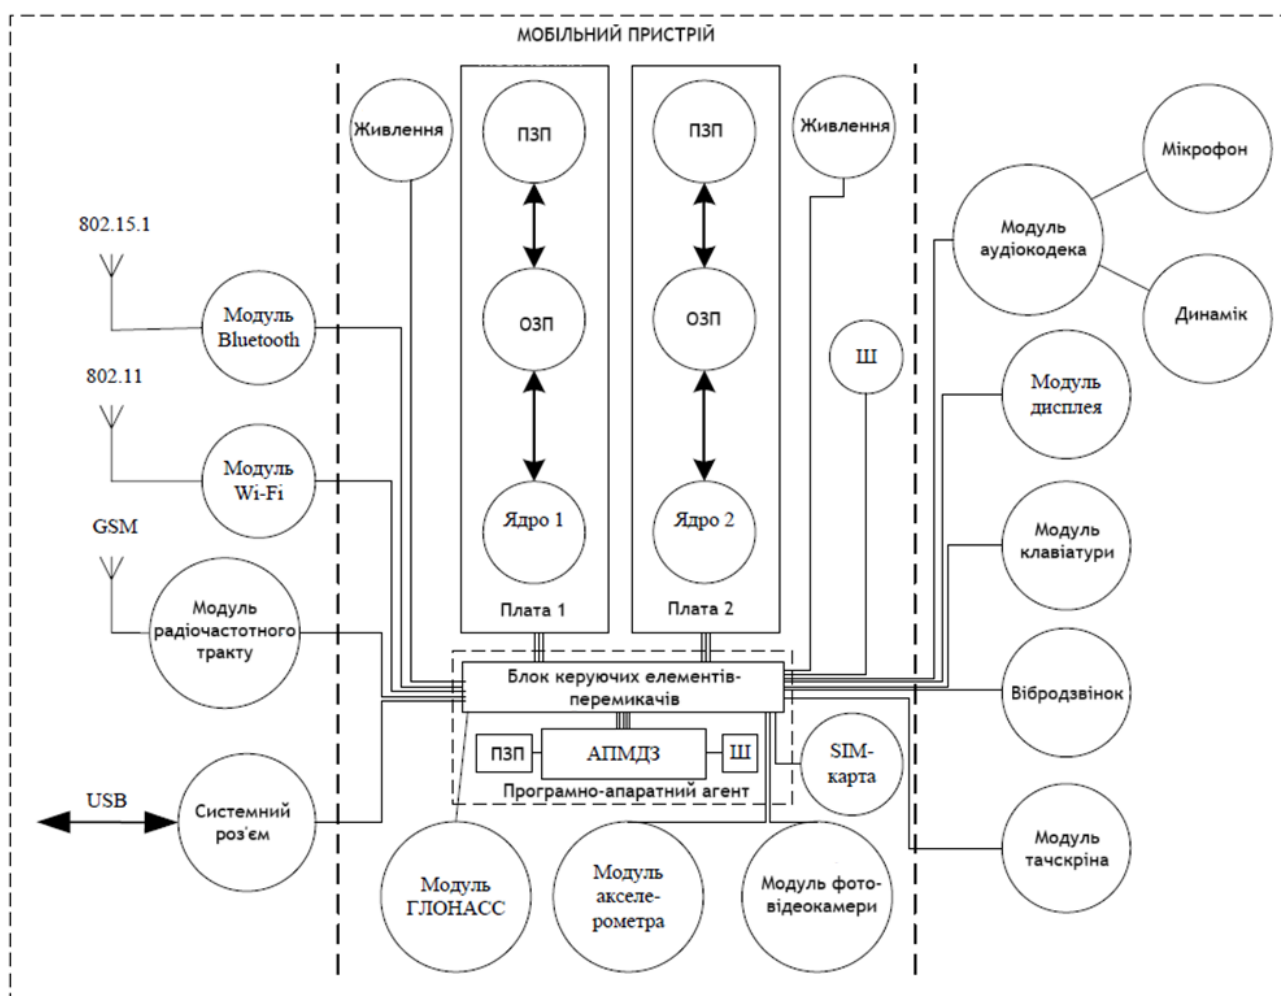 МОБІЛЬНИЙ ПРИСТРІЙ
Живлення
ПЗП
ПЗП
Живлення
Мікрофон
802.15.1
Модуль
аудіокодека
Модуль
Bluetooth
ОЗП
ОЗП
Динамік
Ш
802.11
Модуль
дисплея
Модуль
Wi-Fi
GSM
Ядро 1
Ядро 2
Модуль
клавіатури
Модуль
радіочастотного
тракту
Плата 1
Плата 2
Блок керуючих елементів-
перемикачів
Вібродзвінок
ПЗП
АПМДЗ
Ш
SIM-
карта
Програмно-апаратний агент
USB
Системний
роз'єм
Модуль
тачскріна
Модуль
ГЛОНАСС
Модуль
акселе-
рометра
Модуль фото-
відеокамери